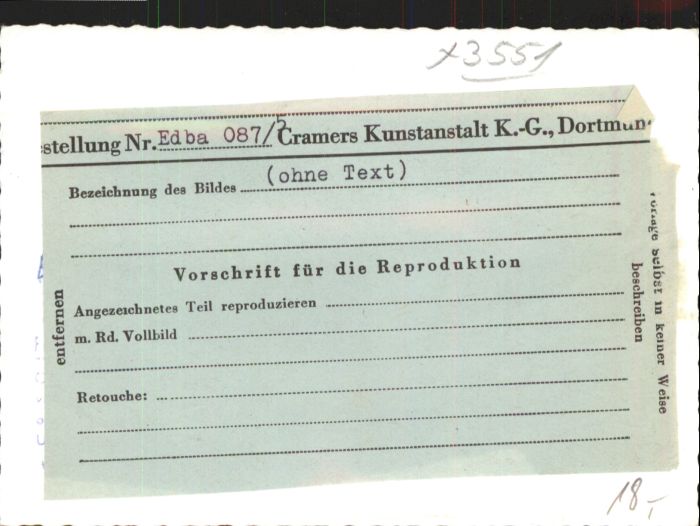 x3551
stellung Nr. Edba 087/2 Cramers Kunstanstalt K.-G., Dortmun
Bezeichnung des Bildes (ohne Text)
Vorschrift für die Reproduktion
Angezeichnetes Teil reproduzieren
m. Rd. Vollbild
Retouche:
entfernen
Vorlage selbst in keiner Weise
beschreiben
18,-